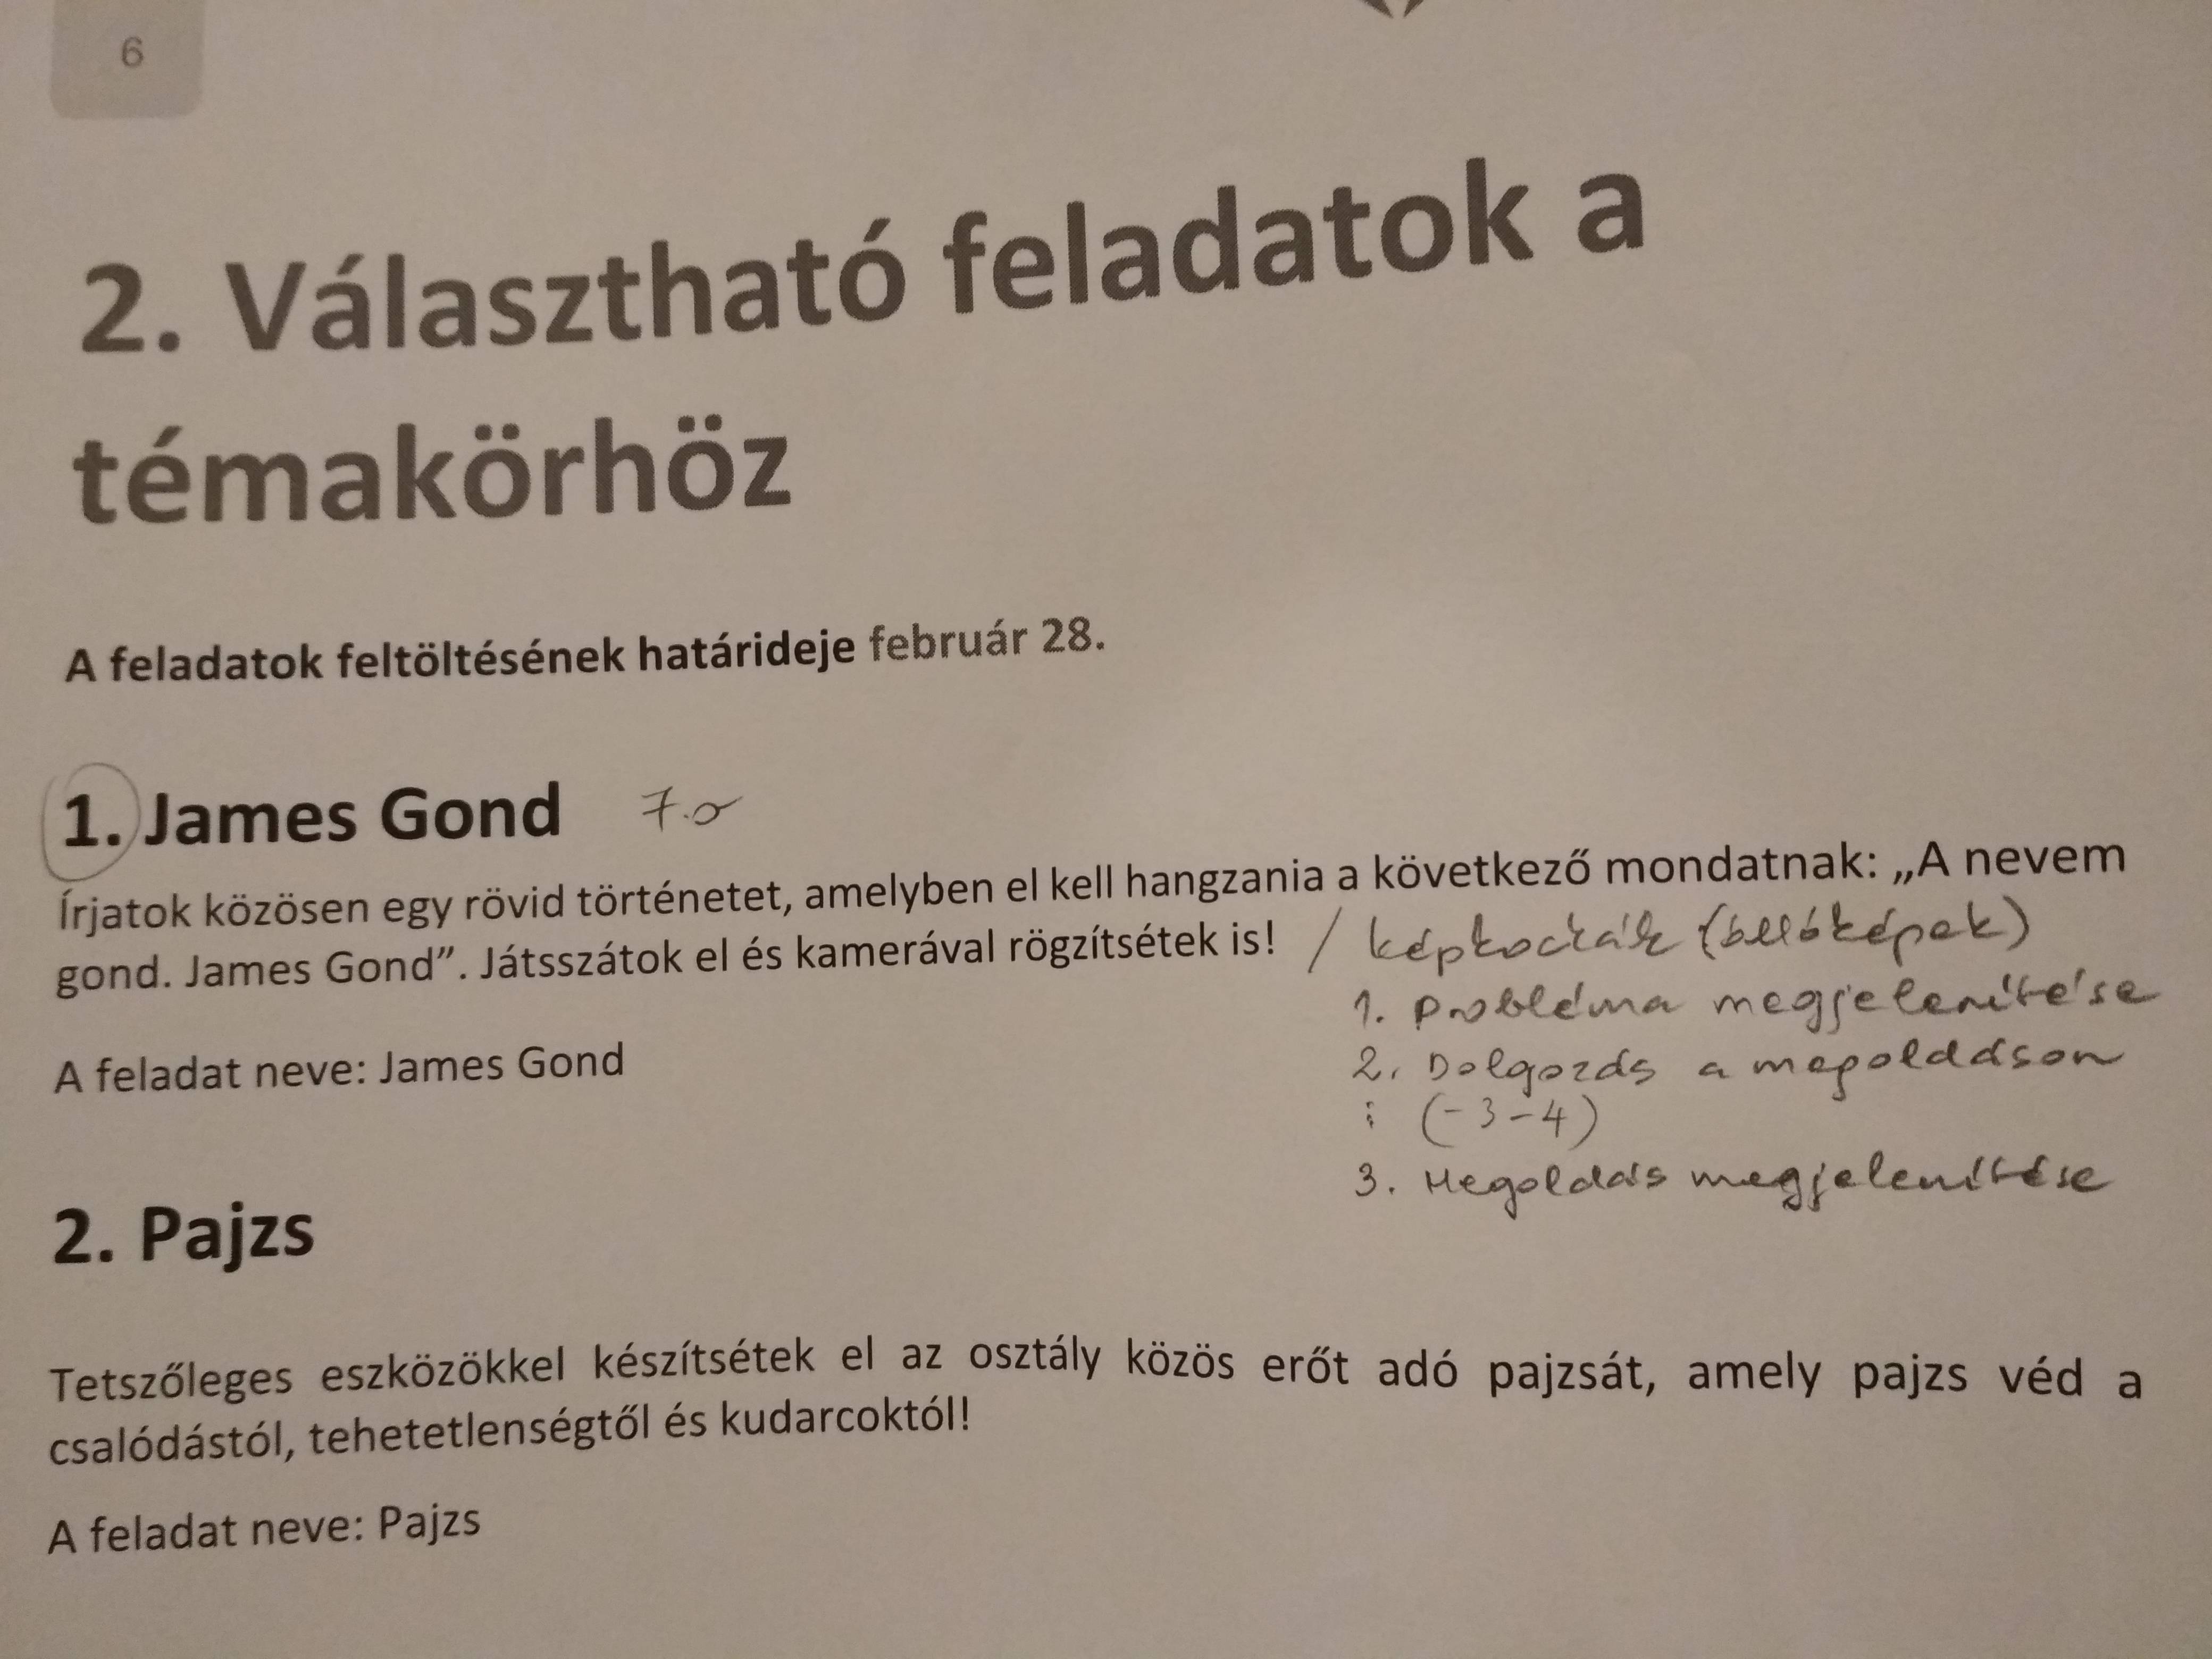 6
2. Választható feladatok a
témakörhöz
A feladatok feltöltésének határideje február 28.
1. James Gond 7.o
Írjatok közösen egy rövid történetet, amelyben el kell hangzania a következő mondatnak: „A nevem
gond. James Gond”. Játsszátok el és kamerával rögzítsétek is! / képkockák (állóképek)
1. Probléma megjelenítése
A feladat neve: James Gond
2. Dolgozás a megoldáson
⋮ (-3-4)
3. Megoldás megjelenítése
2. Pajzs
Tetszőleges eszközökkel készítsétek el az osztály közös erőt adó pajzsát, amely pajzs véd a
csalódástól, tehetetlenségtől és kudarcoktól!
A feladat neve: Pajzs